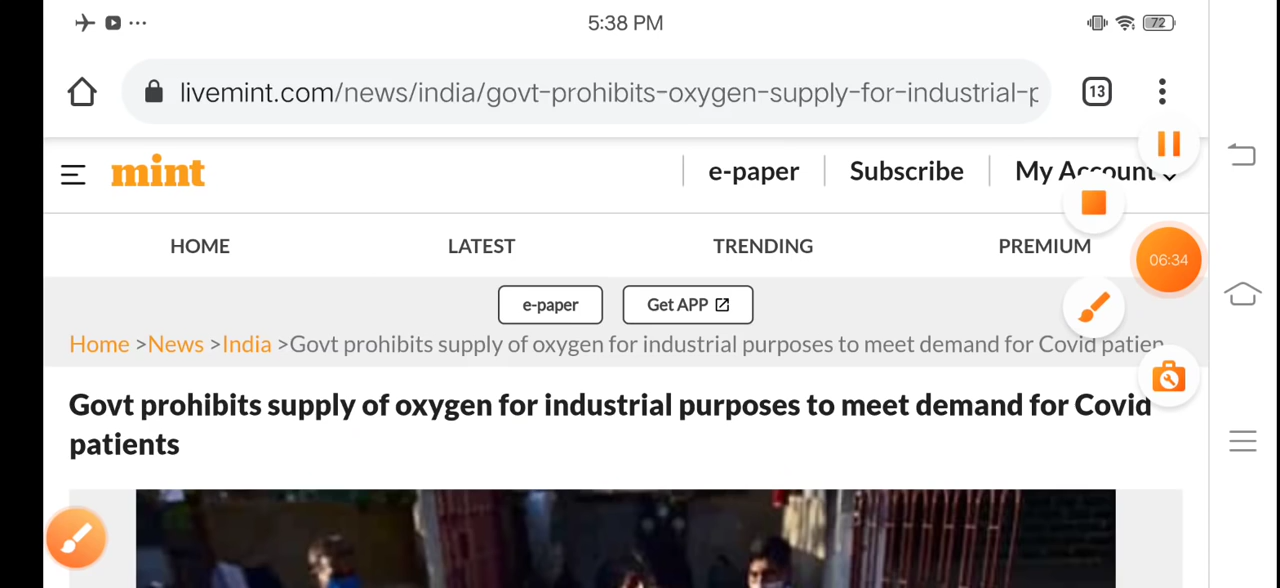 5:38 PM
72
livemint.com/news/india/govt-prohibits-oxygen-supply-for-industrial-p
13
mint
e-paper
Subscribe
My Account
HOME
LATEST
TRENDING
PREMIUM
06:34
e-paper
Get APP
Home >News >India >Govt prohibits supply of oxygen for industrial purposes to meet demand for Covid patien
Govt prohibits supply of oxygen for industrial purposes to meet demand for Covid
patients